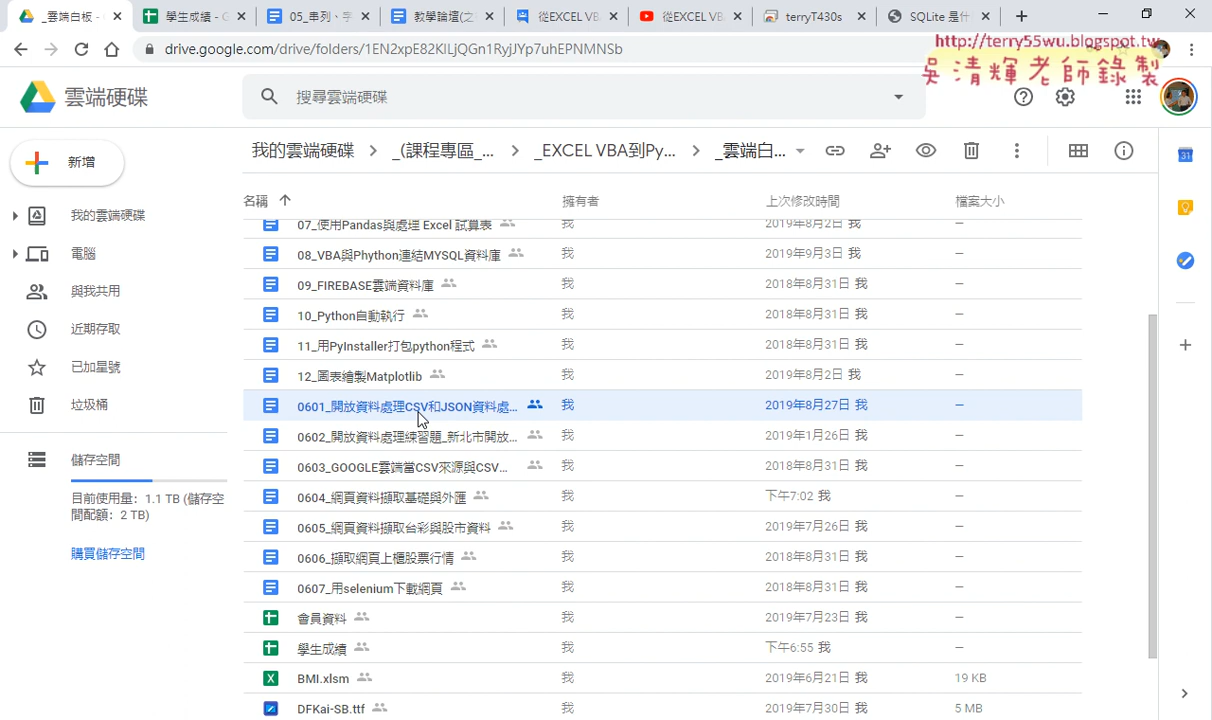 _雲端白板 -
學生成績 - G
05_串列、字
教學論壇(之
從EXCEL VB
從EXCEL VB
terryT430s
SQLite 是什
drive.google.com/drive/folders/1EN2xpE82KlLjQGn1RyjJYp7uhEPNMNSb
http://terry55wu.blogspot.tw
吳清輝老師錄製
雲端硬碟
搜尋雲端硬碟
新增
我的雲端硬碟
電腦
與我共用
近期存取
已加星號
垃圾桶
儲存空間
目前使用量：1.1 TB (儲存空
間配額：2 TB)
購買儲存空間
我的雲端硬碟 _(課程專區_... _EXCEL VBA到Py... _雲端白...
名稱 擁有者 上次修改時間 檔案大小
07_使用Pandas與處理 Excel 試算表 我 2019年8月2日 我 —
08_VBA與Phython連結MYSQL資料庫 我 2019年9月3日 我 —
09_FIREBASE雲端資料庫 我 2018年8月31日 我 —
10_Python自動執行 我 2018年8月31日 我 —
11_用PyInstaller打包python程式 我 2018年8月31日 我 —
12_圖表繪製Matplotlib 我 2019年8月2日 我 —
0601_開放資料處理CSV和JSON資料處... 我 2019年8月27日 我 —
0602_開放資料處理練習題_新北市開放... 我 2019年1月26日 我 —
0603_GOOGLE雲端當CSV來源與CSV... 我 2018年8月31日 我 —
0604_網頁資料擷取基礎與外匯 我 下午7:02 我 —
0605_網頁資料擷取台彩與股市資料 我 2019年7月26日 我 —
0606_擷取網頁上櫃股票行情 我 2018年8月31日 我 —
0607_用selenium下載網頁 我 2018年8月31日 我 —
會員資料 我 2019年7月23日 我 —
學生成績 我 下午6:55 我 —
BMI.xlsm 我 2019年6月21日 我 19 KB
DFKai-SB.ttf 我 2019年7月30日 我 5 MB
31